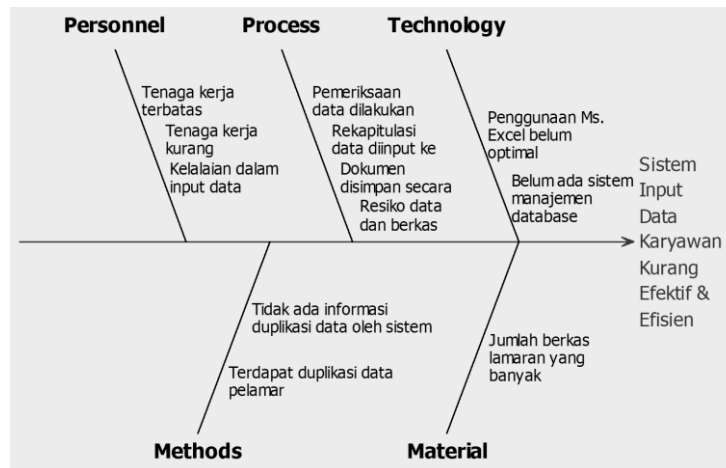 Personnel
Process
Technology
Tenaga kerja
terbatas
Tenaga kerja
kurang
Kelalaian dalam
input data
Pemeriksaan
data dilakukan
Rekapitulasi
data diinput ke
Dokumen
disimpan secara
Resiko data
dan berkas
Penggunaan Ms.
Excel belum
optimal
Belum ada sistem
manajemen
database
Sistem
Input
Data
Karyawan
Kurang
Efektif &
Efisien
Tidak ada informasi
duplikasi data oleh sistem
Terdapat duplikasi data
pelamar
Jumlah berkas
lamaran yang
banyak
Methods
Material